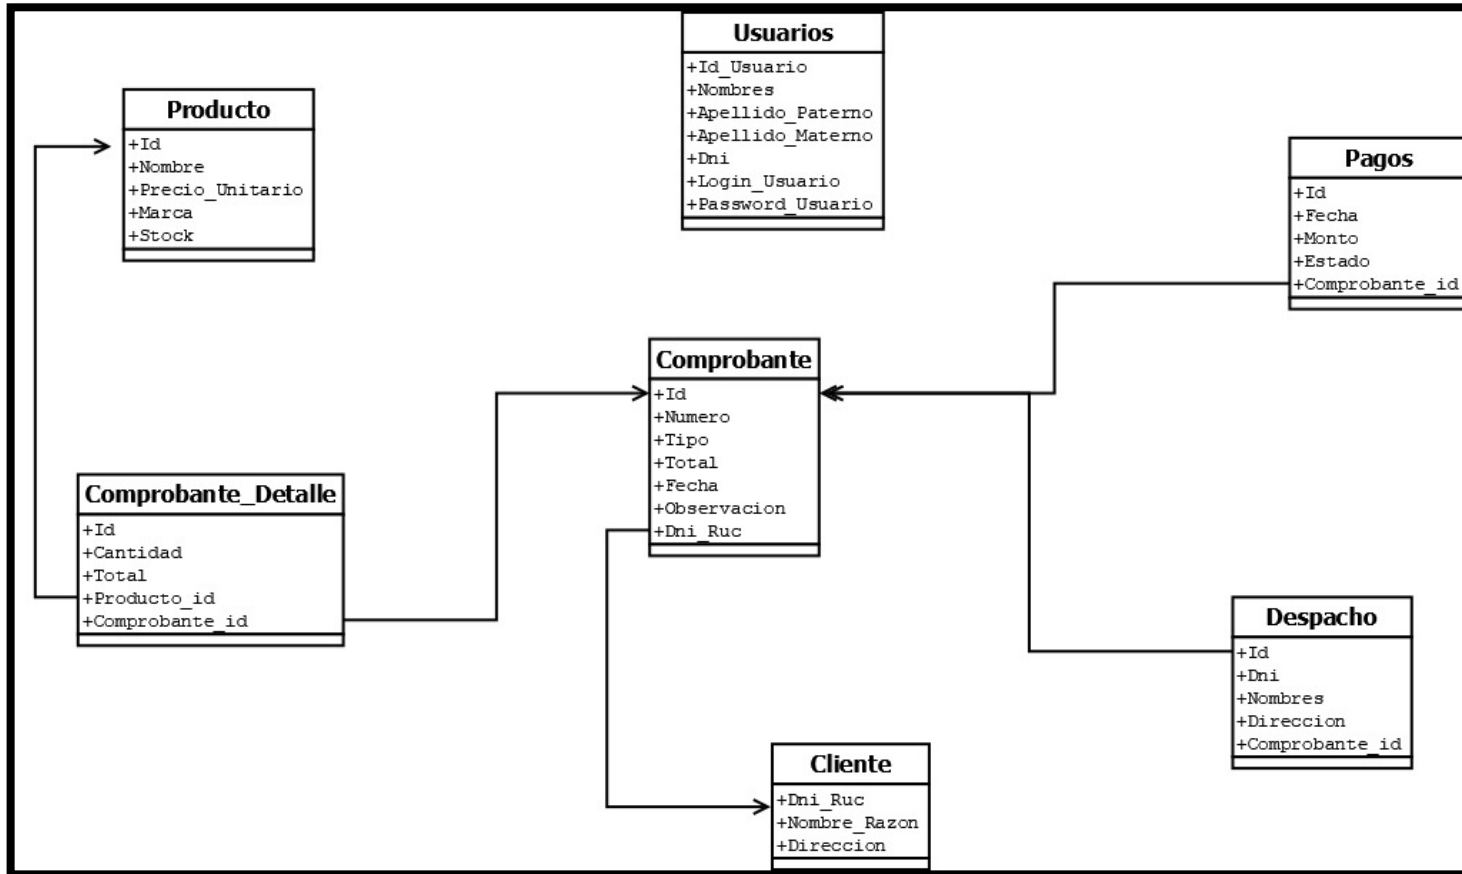 Usuarios
+Id_Usuario
+Nombres
+Apellido_Paterno
+Apellido_Materno
+Dni
+Login_Usuario
+Password_Usuario
Producto
+Id
+Nombre
+Precio_Unitario
+Marca
+Stock
Pagos
+Id
+Fecha
+Monto
+Estado
+Comprobante_id
Comprobante
+Id
+Numero
+Tipo
+Total
+Fecha
+Observacion
+Dni_Ruc
Comprobante_Detalle
+Id
+Cantidad
+Total
+Producto_id
+Comprobante_id
Despacho
+Id
+Dni
+Nombres
+Direccion
+Comprobante_id
Cliente
+Dni_Ruc
+Nombre_Razon
+Direccion